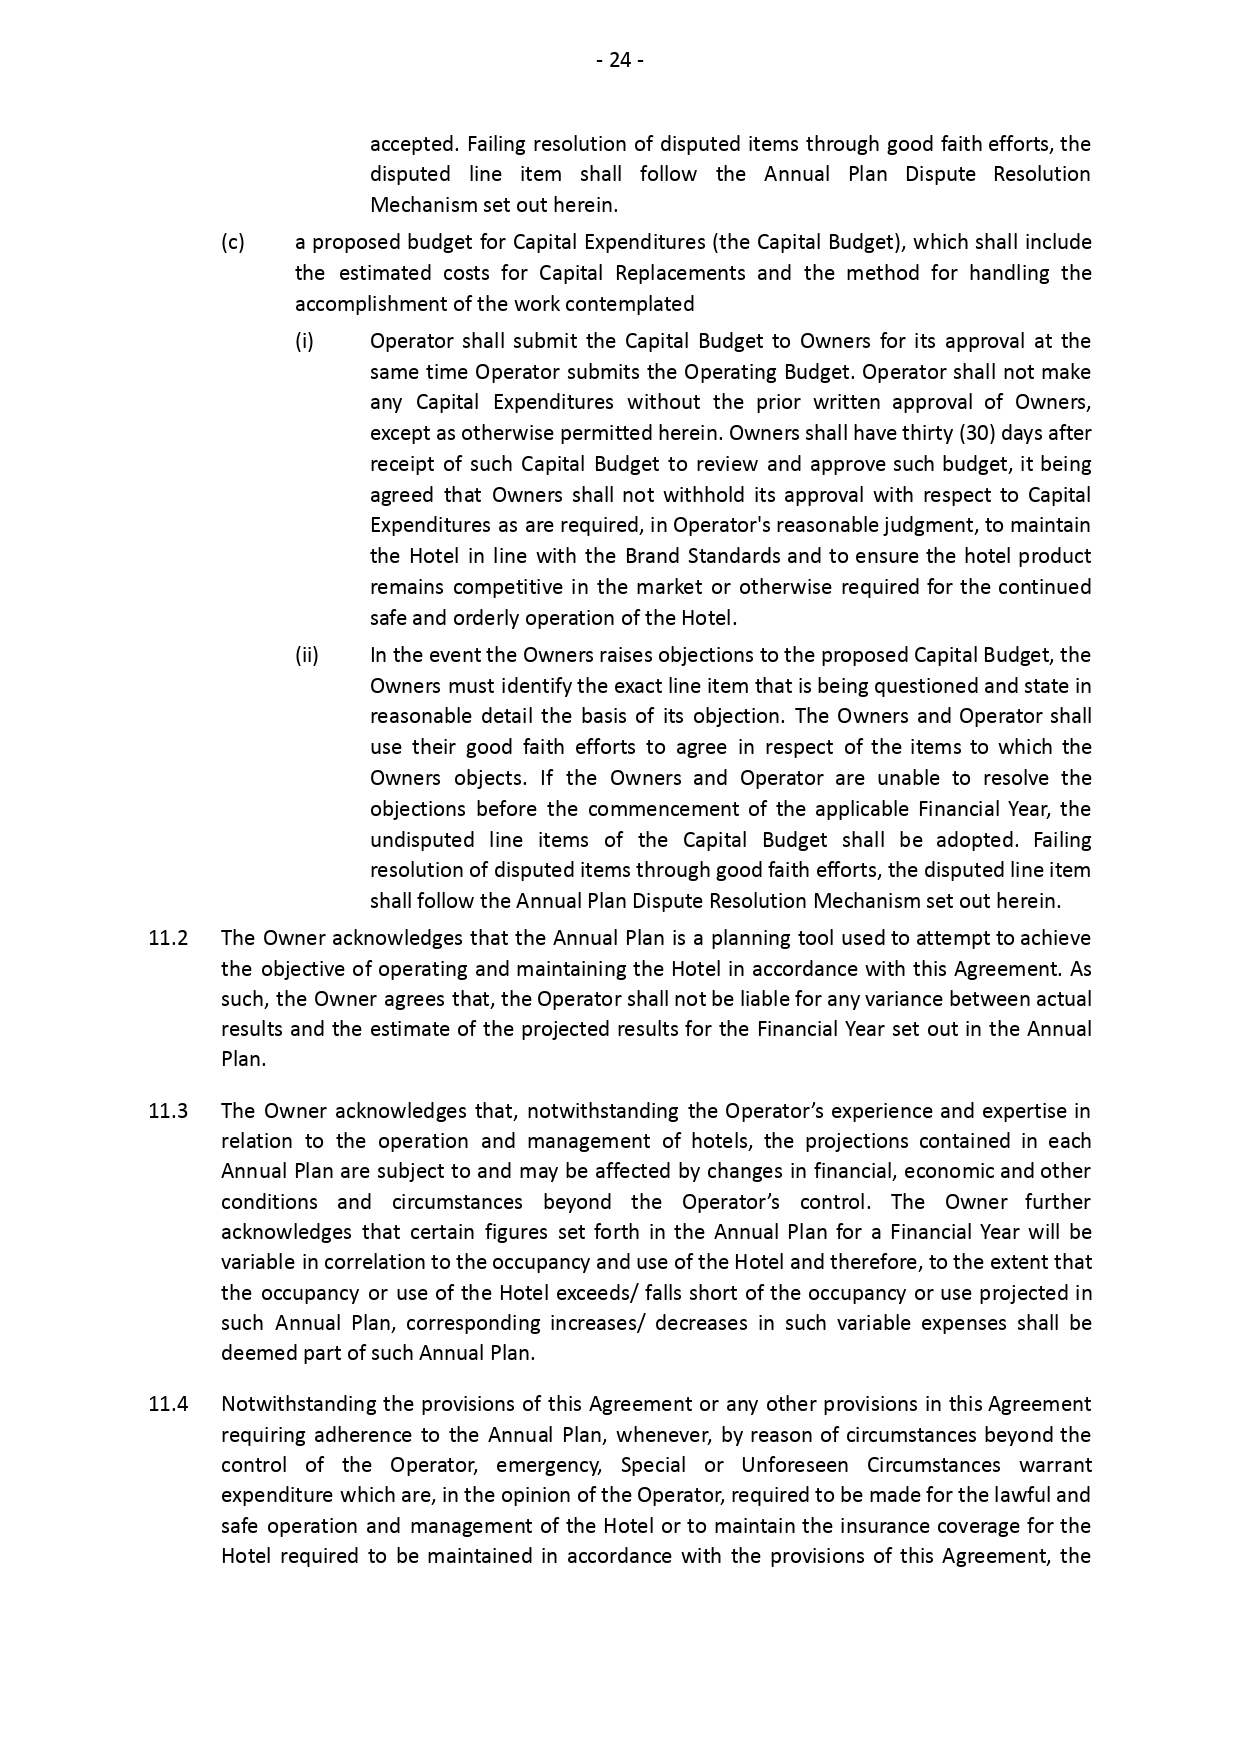 - 24 -
accepted. Failing resolution of disputed items through good faith efforts, the
disputed line item shall follow the Annual Plan Dispute Resolution
Mechanism set out herein.
(c) a proposed budget for Capital Expenditures (the Capital Budget), which shall include
the estimated costs for Capital Replacements and the method for handling the
accomplishment of the work contemplated
(i) Operator shall submit the Capital Budget to Owners for its approval at the
same time Operator submits the Operating Budget. Operator shall not make
any Capital Expenditures without the prior written approval of Owners,
except as otherwise permitted herein. Owners shall have thirty (30) days after
receipt of such Capital Budget to review and approve such budget, it being
agreed that Owners shall not withhold its approval with respect to Capital
Expenditures as are required, in Operator's reasonable judgment, to maintain
the Hotel in line with the Brand Standards and to ensure the hotel product
remains competitive in the market or otherwise required for the continued
safe and orderly operation of the Hotel.
(ii) In the event the Owners raises objections to the proposed Capital Budget, the
Owners must identify the exact line item that is being questioned and state in
reasonable detail the basis of its objection. The Owners and Operator shall
use their good faith efforts to agree in respect of the items to which the
Owners objects. If the Owners and Operator are unable to resolve the
objections before the commencement of the applicable Financial Year, the
undisputed line items of the Capital Budget shall be adopted. Failing
resolution of disputed items through good faith efforts, the disputed line item
shall follow the Annual Plan Dispute Resolution Mechanism set out herein.
11.2 The Owner acknowledges that the Annual Plan is a planning tool used to attempt to achieve
the objective of operating and maintaining the Hotel in accordance with this Agreement. As
such, the Owner agrees that, the Operator shall not be liable for any variance between actual
results and the estimate of the projected results for the Financial Year set out in the Annual
Plan.
11.3 The Owner acknowledges that, notwithstanding the Operator’s experience and expertise in
relation to the operation and management of hotels, the projections contained in each
Annual Plan are subject to and may be affected by changes in financial, economic and other
conditions and circumstances beyond the Operator’s control. The Owner further
acknowledges that certain figures set forth in the Annual Plan for a Financial Year will be
variable in correlation to the occupancy and use of the Hotel and therefore, to the extent that
the occupancy or use of the Hotel exceeds/ falls short of the occupancy or use projected in
such Annual Plan, corresponding increases/ decreases in such variable expenses shall be
deemed part of such Annual Plan.
11.4 Notwithstanding the provisions of this Agreement or any other provisions in this Agreement
requiring adherence to the Annual Plan, whenever, by reason of circumstances beyond the
control of the Operator, emergency, Special or Unforeseen Circumstances warrant
expenditure which are, in the opinion of the Operator, required to be made for the lawful and
safe operation and management of the Hotel or to maintain the insurance coverage for the
Hotel required to be maintained in accordance with the provisions of this Agreement, the